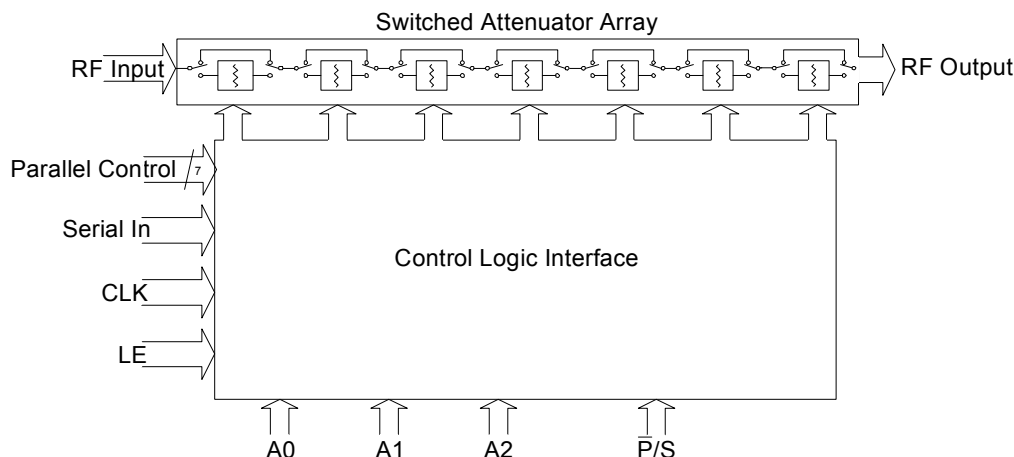 Switched Attenuator Array
RF Input
RF Output
Parallel Control
7
Serial In
Control Logic Interface
CLK
LE
A0 A1 A2 P̅/S